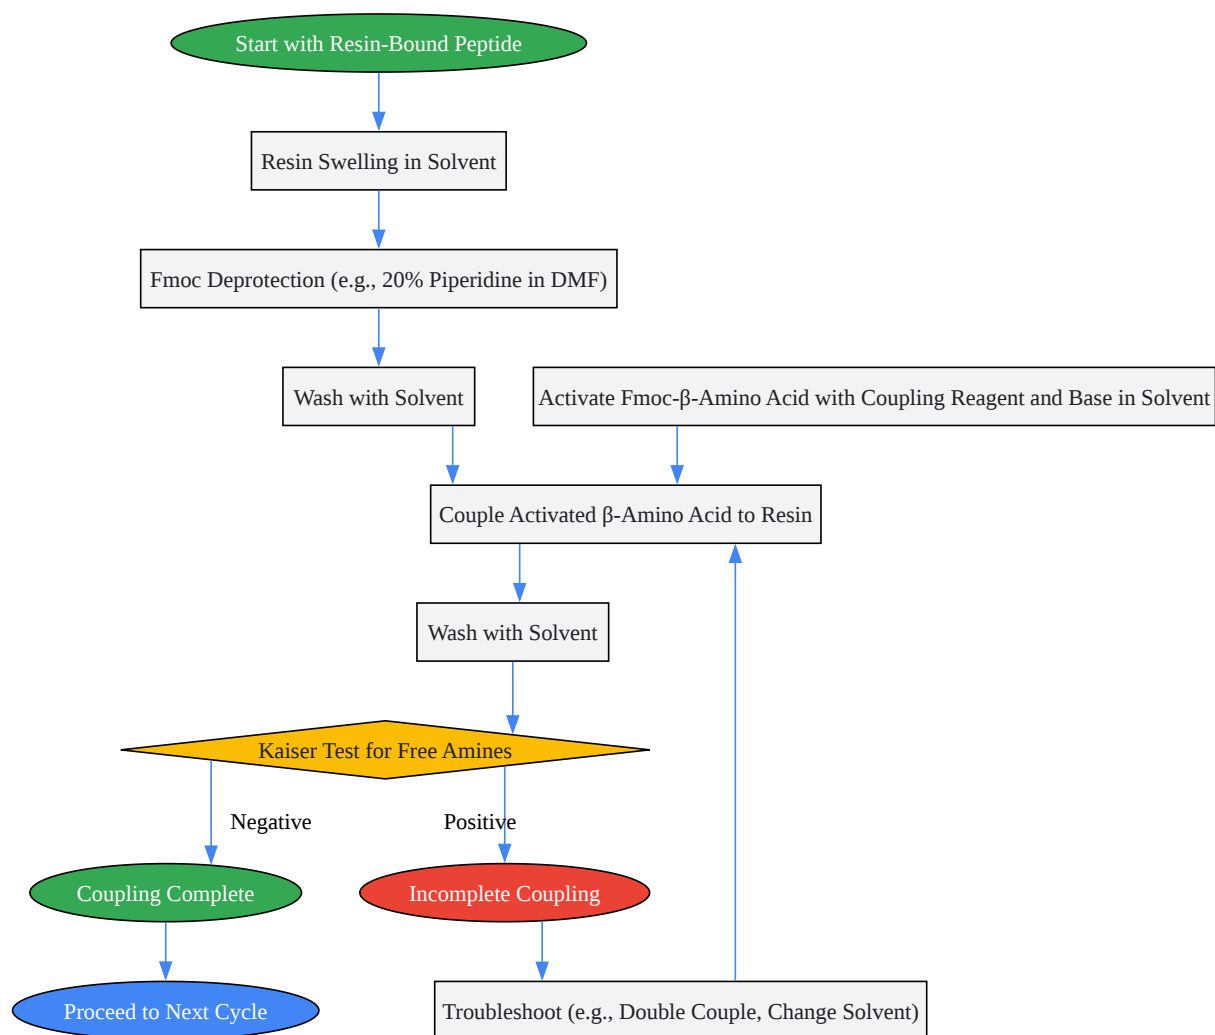 Start with Resin-Bound Peptide
Resin Swelling in Solvent
Fmoc Deprotection (e.g., 20% Piperidine in DMF)
Wash with Solvent
Activate Fmoc-β-Amino Acid with Coupling Reagent and Base in Solvent
Couple Activated β-Amino Acid to Resin
Wash with Solvent
Kaiser Test for Free Amines
Negative
Positive
Coupling Complete
Incomplete Coupling
Proceed to Next Cycle
Troubleshoot (e.g., Double Couple, Change Solvent)